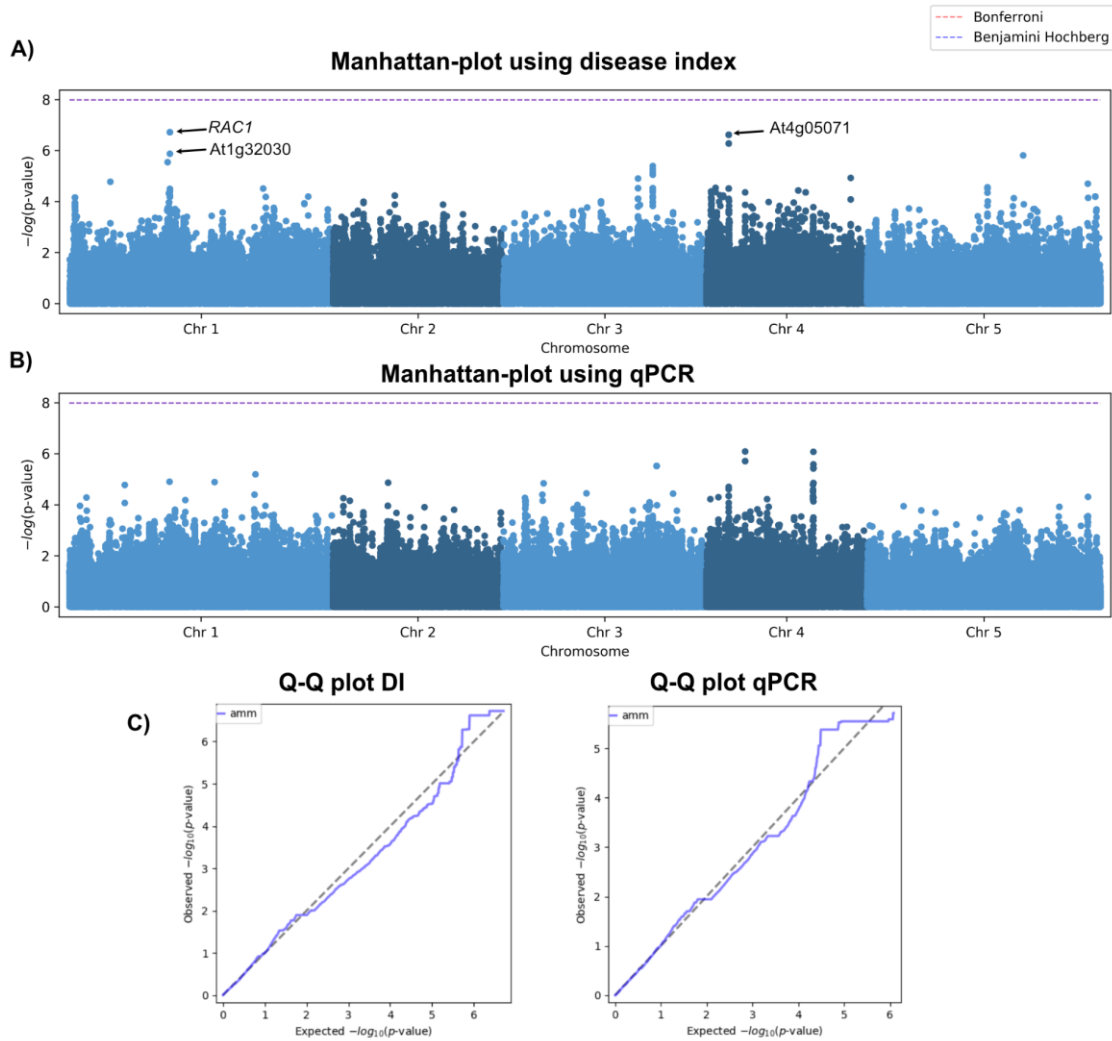 Bonferroni
Benjamini Hochberg
A)
Manhattan-plot using disease index
8
6
4
2
0
−log(p-value)
RAC1
At1g32030
At4g05071
Chr 1 Chr 2 Chr 3 Chr 4 Chr 5
Chromosome
B)
Manhattan-plot using qPCR
8
6
4
2
0
−log(p-value)
Chr 1 Chr 2 Chr 3 Chr 4 Chr 5
Chromosome
C)
Q-Q plot DI
amm
6
5
4
3
2
1
0
Observed −log10(p-value)
0 1 2 3 4 5 6
Expected −log10(p-value)
Q-Q plot qPCR
amm
5
4
3
2
1
0
Observed −log10(p-value)
0 1 2 3 4 5 6
Expected −log10(p-value)